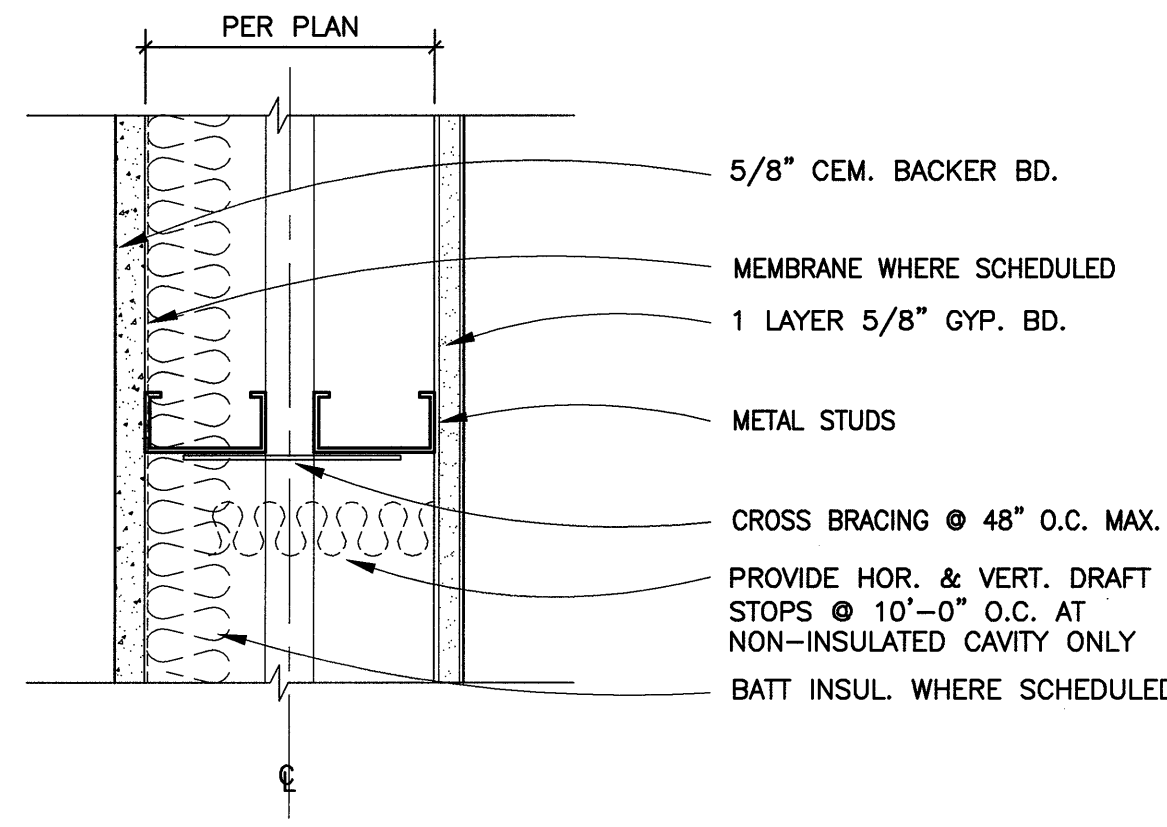 PER PLAN
5/8" CEM. BACKER BD.
MEMBRANE WHERE SCHEDULED
1 LAYER 5/8" GYP. BD.
METAL STUDS
CROSS BRACING @ 48" O.C. MAX.
PROVIDE HOR. & VERT. DRAFT
STOPS @ 10'-0" O.C. AT
NON-INSULATED CAVITY ONLY
BATT INSUL. WHERE SCHEDULED
℄